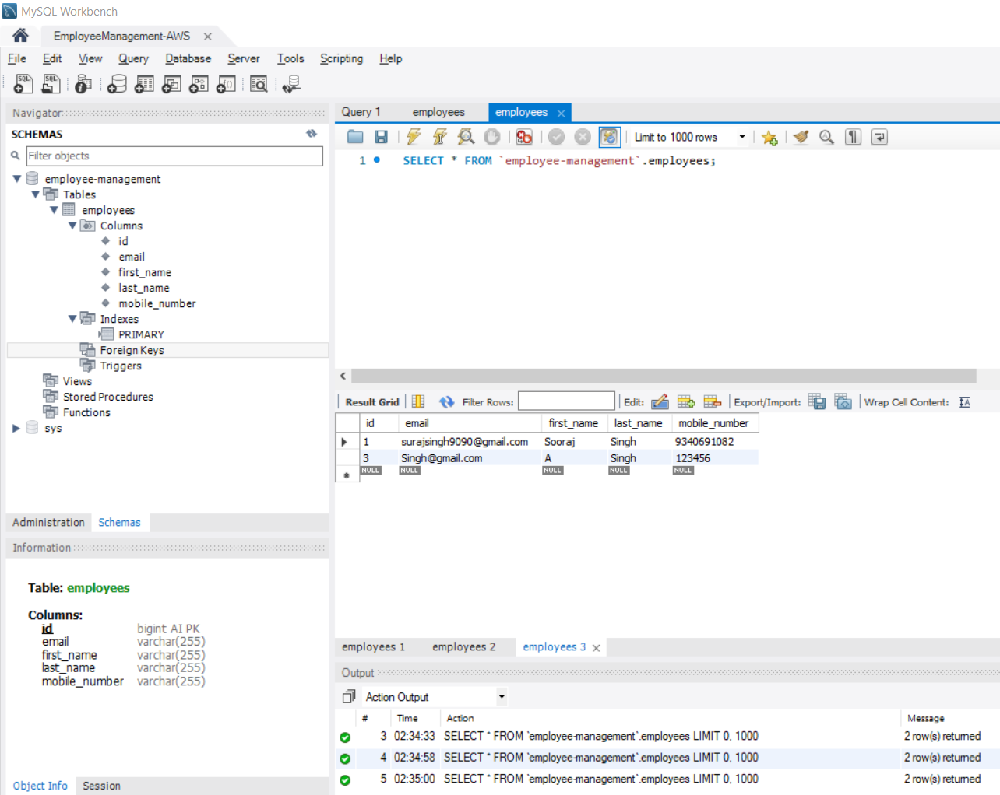 MySQL Workbench
EmployeeManagement-AWS
File Edit View Query Database Server Tools Scripting Help
Navigator
SCHEMAS
Filter objects
employee-management
Tables
employees
Columns
id
email
first_name
last_name
mobile_number
Indexes
PRIMARY
Foreign Keys
Triggers
Views
Stored Procedures
Functions
sys
Administration Schemas
Information
Table: employees
Columns:
id bigint AI PK
email varchar(255)
first_name varchar(255)
last_name varchar(255)
mobile_number varchar(255)
Object Info Session
Query 1 employees employees
Limit to 1000 rows
1 SELECT * FROM `employee-management`.employees;
Result Grid Filter Rows: Edit: Export/Import: Wrap Cell Content:
id email first_name last_name mobile_number
1 surajsingh9090@gmail.com Sooraj Singh 9340691082
3 Singh@gmail.com A Singh 123456
NULL NULL NULL NULL NULL
employees 1 employees 2 employees 3
Output
Action Output
# Time Action Message
3 02:34:33 SELECT * FROM `employee-management`.employees LIMIT 0, 1000 2 row(s) returned
4 02:34:58 SELECT * FROM `employee-management`.employees LIMIT 0, 1000 2 row(s) returned
5 02:35:00 SELECT * FROM `employee-management`.employees LIMIT 0, 1000 2 row(s) returned